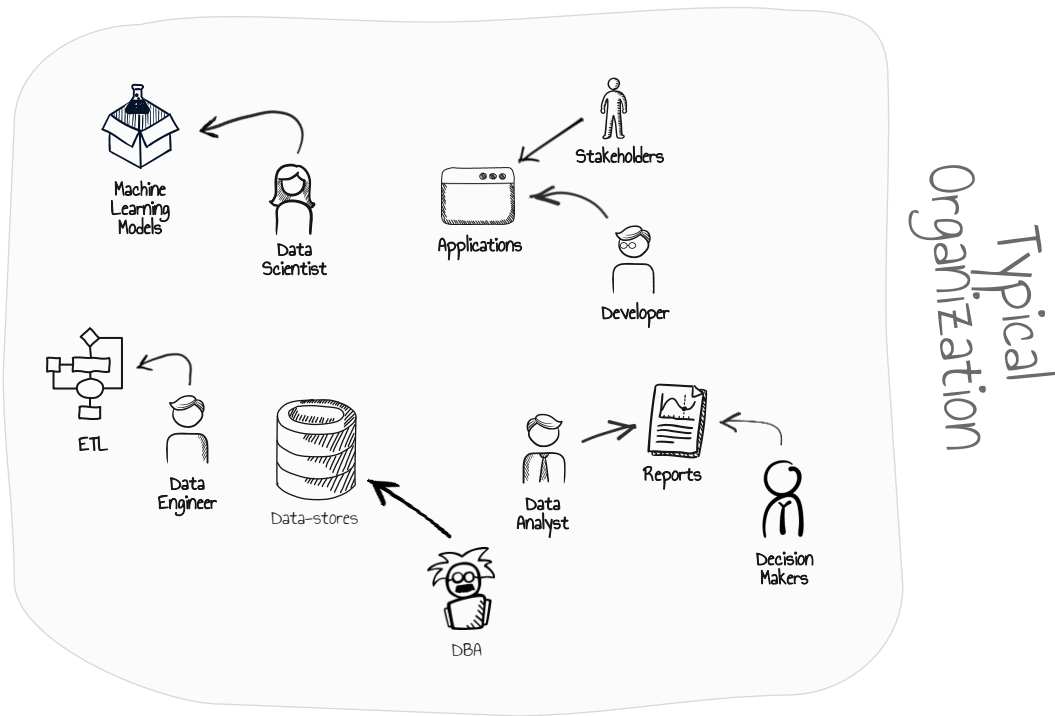 Machine
Learning
Models
Data
Scientist
Stakeholders
Applications
Developer
ETL
Data
Engineer
Data-stores
DBA
Data
Analyst
Reports
Decision
Makers
Typical
Organization